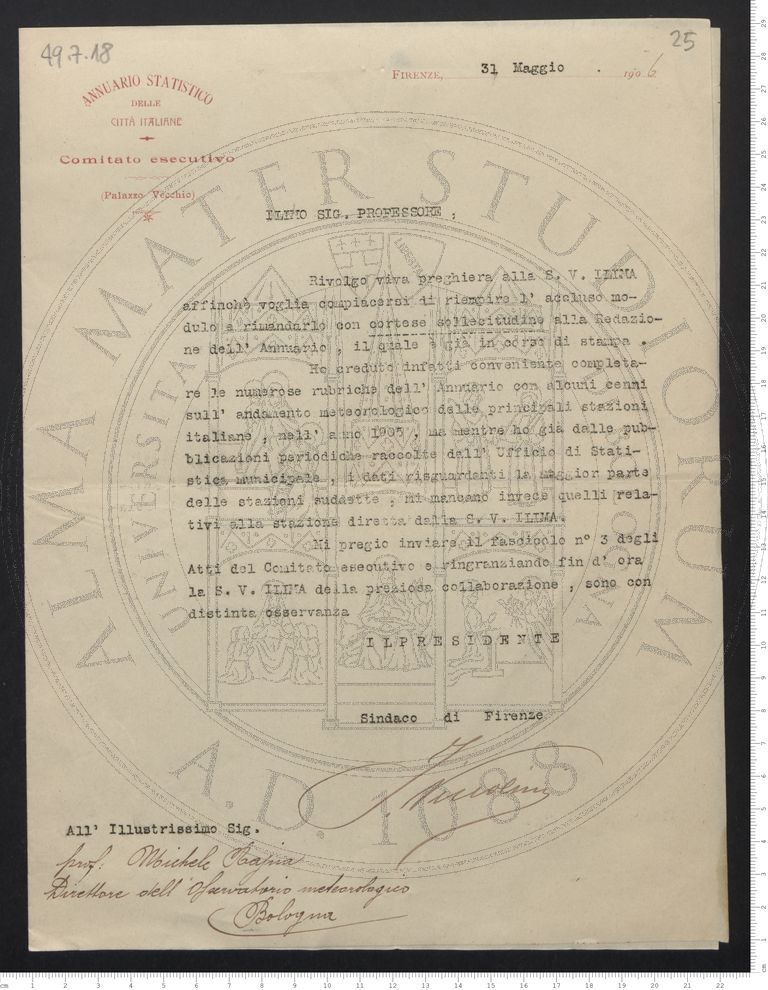 49.7.18
25
ANNUARIO STATISTICO
DELLE
CITTÀ ITALIANE
Comitato esecutivo
(Palazzo Vecchio)
FIRENZE, 31 Maggio . 1906
ILLMO SIG. PROFESSORE ,
Rivolgo viva preghiera alla S. V. ILLMA
affinchè voglia compiacersi di riempire l' accluso mo-
dulo e rimandarlo con cortese sollecitudine alla Redazio-
ne dell' Annuario , il quale è già in corso di stampa .
Ho creduto infatti conveniente completa-
re le numerose rubriche dell' Annuario con alcuni cenni
sull' andamento meteorologico delle principali stazioni
italiane , nell' anno 1905 , ma mentre ho già dalle pub-
blicazioni periodiche raccolte dall' Ufficio di Stati-
stica municipale , i dati risguardanti la maggior parte
delle stazioni suddette , mi mancano invece quelli rela-
tivi alla stazione diretta dalla S. V. ILLMA.
Mi pregio inviare il fascicolo n° 3 degli
Atti del Comitato esecutivo e ringranziando fin d' ora
la S. V. ILLMA della preziosa collaborazione , sono con
distinta osservanza
IL PRESIDENTE
Sindaco di Firenze
All' Illustrissimo Sig.
prof. Michele Rajna
Direttore dell' Osservatorio meteorologico
Bologna
ALMA MATER STUDIORUM
A.D. 1088